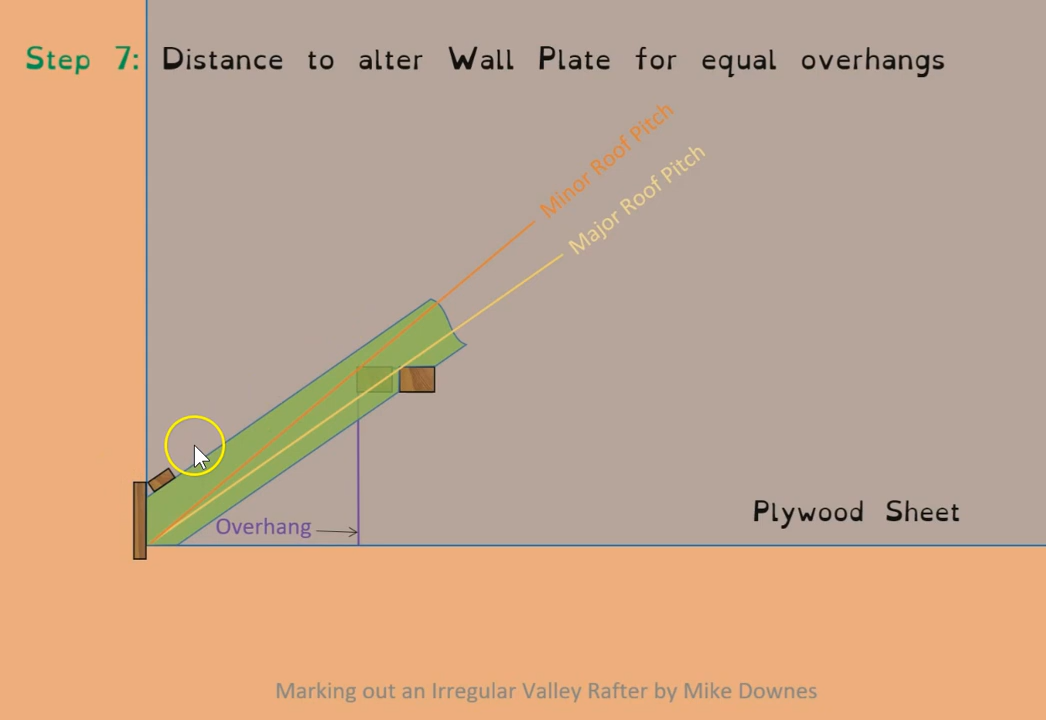 Step 7: Distance to alter Wall Plate for equal overhangs
Minor Roof Pitch
Major Roof Pitch
Plywood Sheet
Overhang
Marking out an Irregular Valley Rafter by Mike Downes